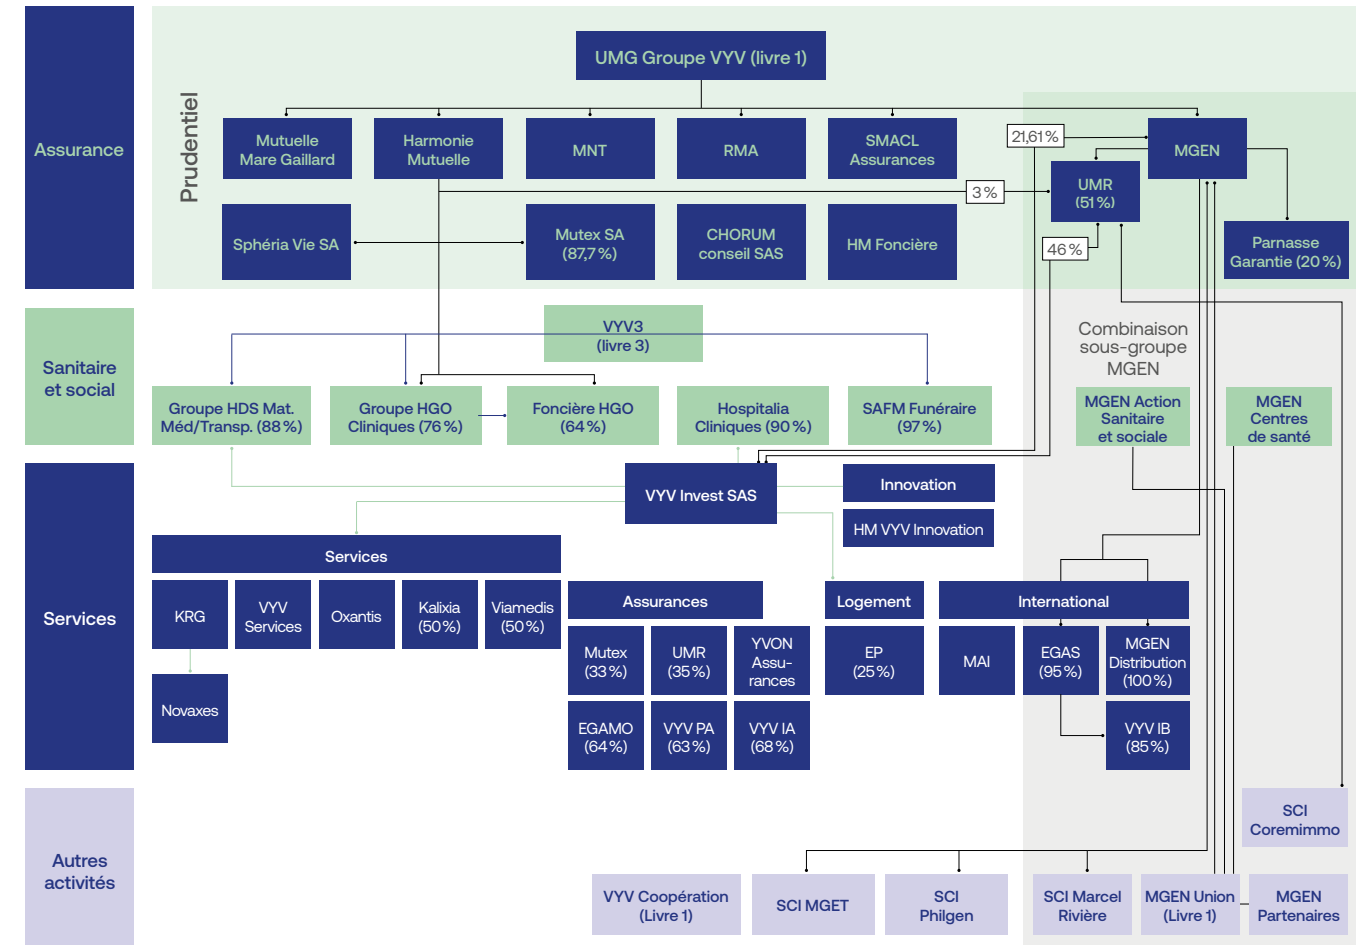 Assurance
Prudentiel
UMG Groupe VYV (livre 1)
Mutuelle
Mare Gaillard
Harmonie
Mutuelle
MNT
RMA
SMACL
Assurances
21,61 %
MGEN
3 %
UMR
(51 %)
46 %
Sphéria Vie SA
Mutex SA
(87,7 %)
CHORUM
conseil SAS
HM Foncière
Parnasse
Garantie (20 %)
Sanitaire
et social
VYV3
(livre 3)
Combinaison
sous-groupe
MGEN
Groupe HDS Mat.
Méd/Transp. (88 %)
Groupe HGO
Cliniques (76 %)
Foncière HGO
(64 %)
Hospitalia
Cliniques (90 %)
SAFM Funéraire
(97 %)
MGEN Action
Sanitaire
et sociale
MGEN
Centres
de santé
Services
VYV Invest SAS
Innovation
HM VYV Innovation
Services
KRG
VYV
Services
Oxantis
Kalixia
(50 %)
Viamedis
(50 %)
Novaxes
Assurances
Mutex
(33 %)
UMR
(35 %)
YVON
Assu-
rances
EGAMO
(64 %)
VYV PA
(63 %)
VYV IA
(68 %)
Logement
EP
(25 %)
International
MAI
EGAS
(95 %)
MGEN
Distribution
(100 %)
VYV IB
(85 %)
Autres
activités
SCI
Coremimmo
VYV Coopération
(Livre 1)
SCI MGET
SCI
Philgen
SCI Marcel
Rivière
MGEN Union
(Livre 1)
MGEN
Partenaires